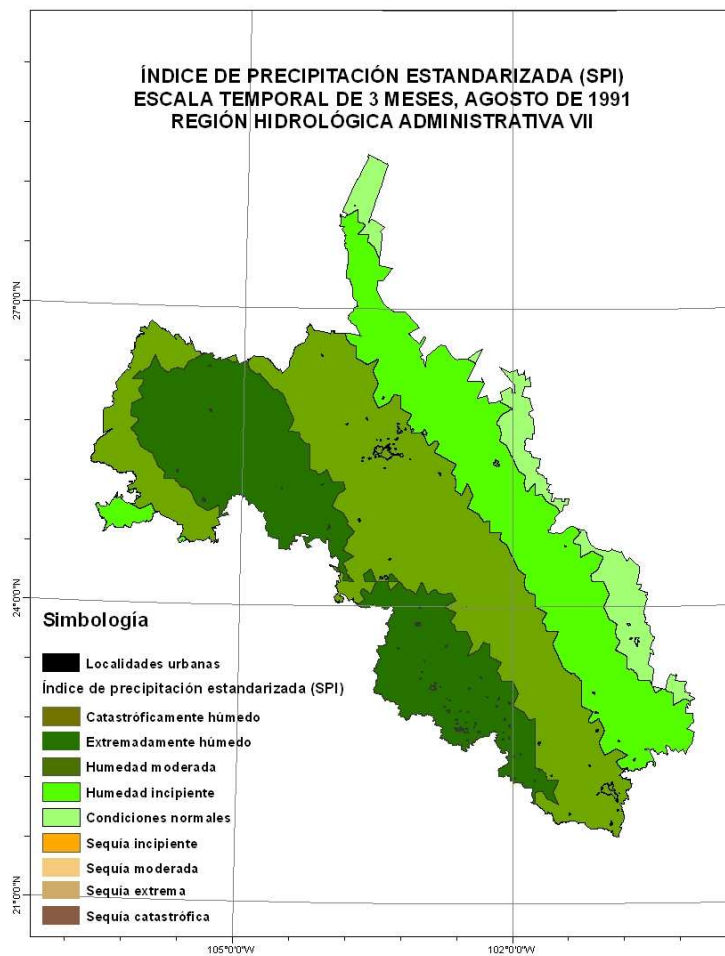 ÍNDICE DE PRECIPITACIÓN ESTANDARIZADA (SPI)
ESCALA TEMPORAL DE 3 MESES, AGOSTO DE 1991
REGIÓN HIDROLÓGICA ADMINISTRATIVA VII
27°0'0"N
24°0'0"N
21°0'0"N
Simbología
Localidades urbanas
Índice de precipitación estandarizada (SPI)
Catastróficamente húmedo
Extremadamente húmedo
Humedad moderada
Humedad incipiente
Condiciones normales
Sequía incipiente
Sequía moderada
Sequía extrema
Sequía catastrófica
105°0'0"W
102°0'0"W